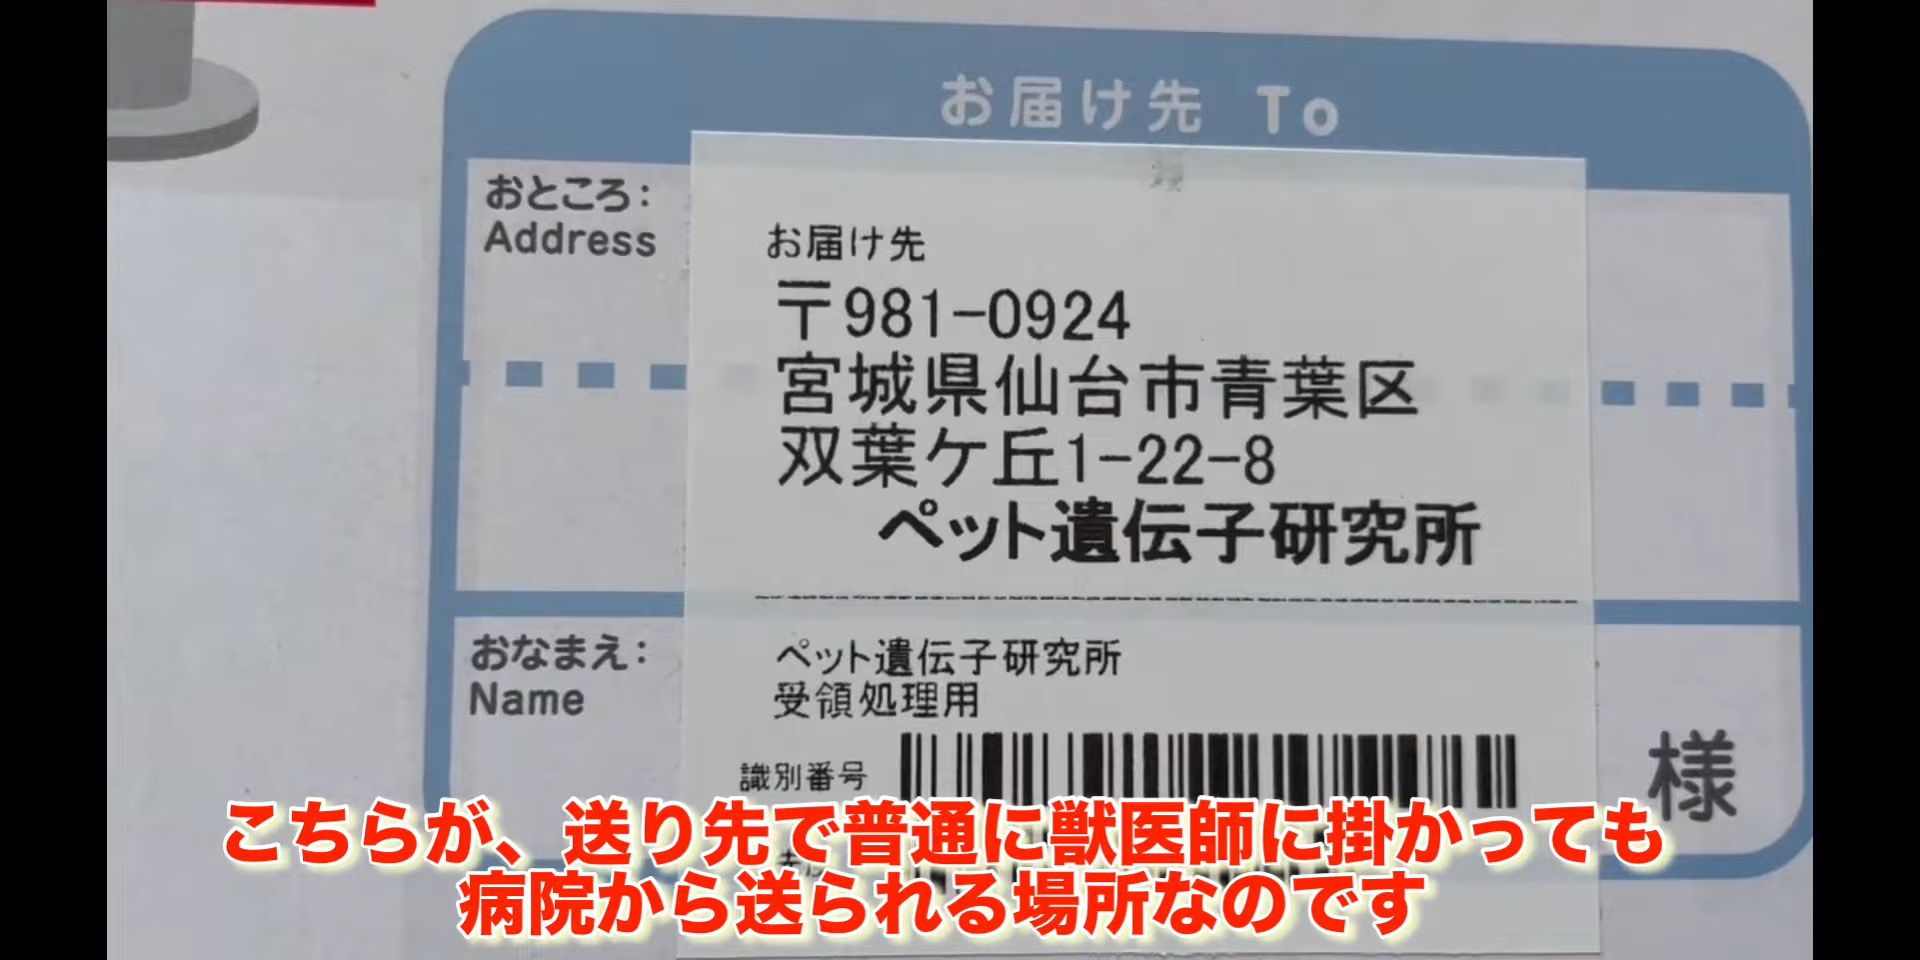 お届け先 To
おところ:
Address
お届け先
〒981-0924
宮城県仙台市青葉区
双葉ケ丘1-22-8
ペット遺伝子研究所
おなまえ:
Name
ペット遺伝子研究所
受領処理用
識別番号
様
こちらが、送り先で普通に獣医師に掛かっても
病院から送られる場所なのです